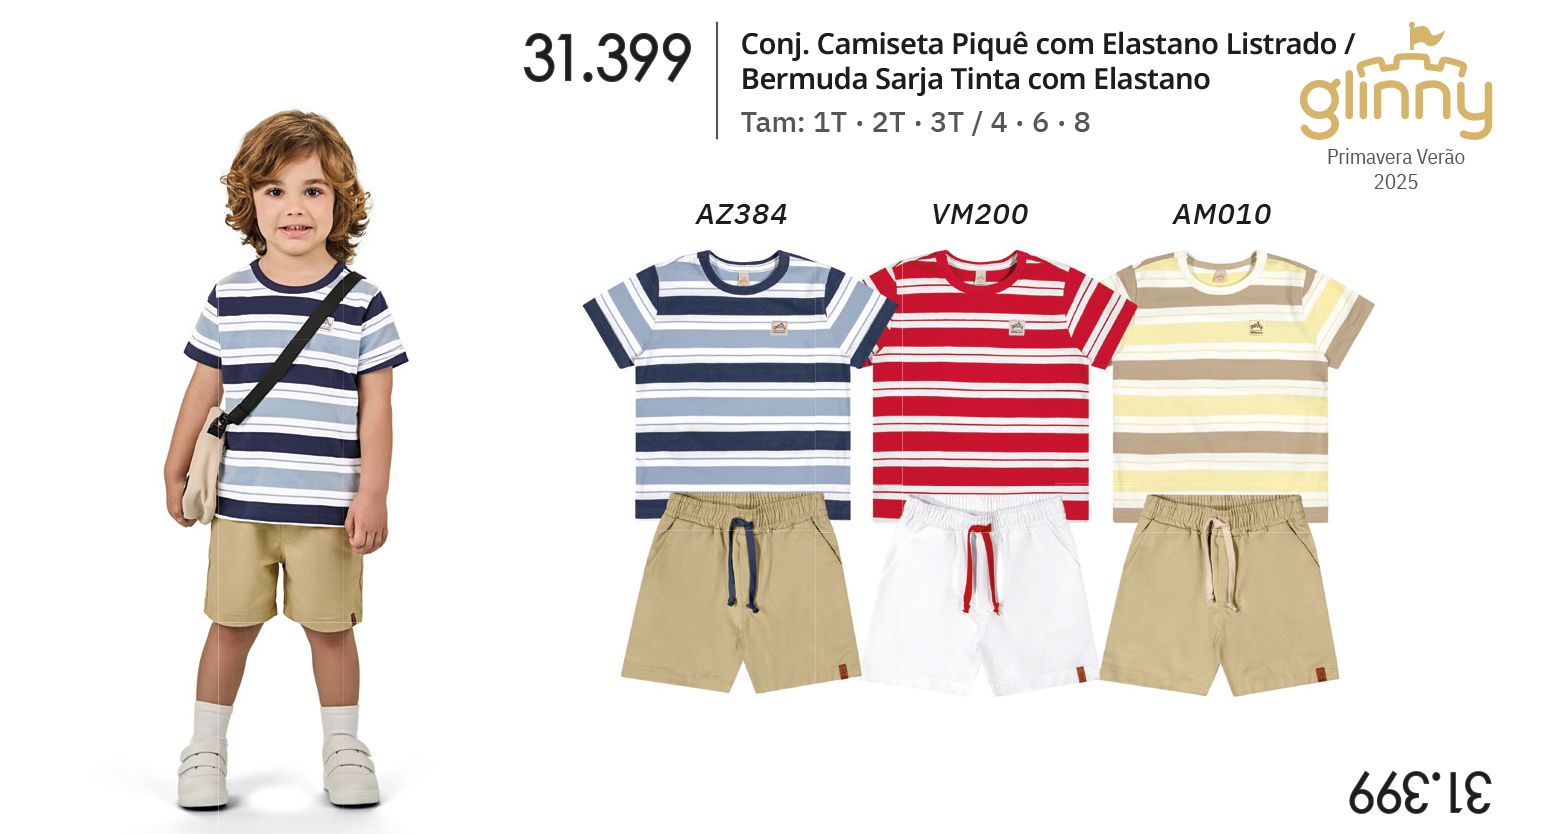 31.399
Conj. Camiseta Piquê com Elastano Listrado /
Bermuda Sarja Tinta com Elastano
Tam: 1T · 2T · 3T / 4 · 6 · 8
glinny
Primavera Verão
2025
AZ384 VM200 AM010
31.399